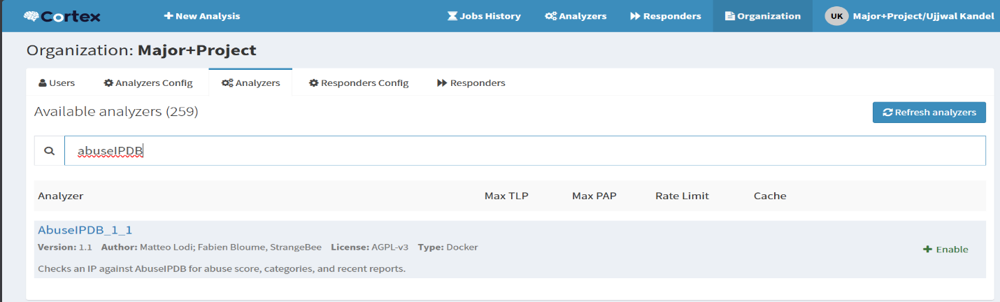 Cortex + New Analysis Jobs History Analyzers Responders Organization UK Major+Project/Ujjwal Kandel
Organization: Major+Project
Users Analyzers Config Analyzers Responders Config Responders
Available analyzers (259) Refresh analyzers
abuseIPDB
Analyzer Max TLP Max PAP Rate Limit Cache
AbuseIPDB_1_1
Version: 1.1 Author: Matteo Lodi; Fabien Bloume, StrangeBee License: AGPL-v3 Type: Docker
+ Enable
Checks an IP against AbuseIPDB for abuse score, categories, and recent reports.